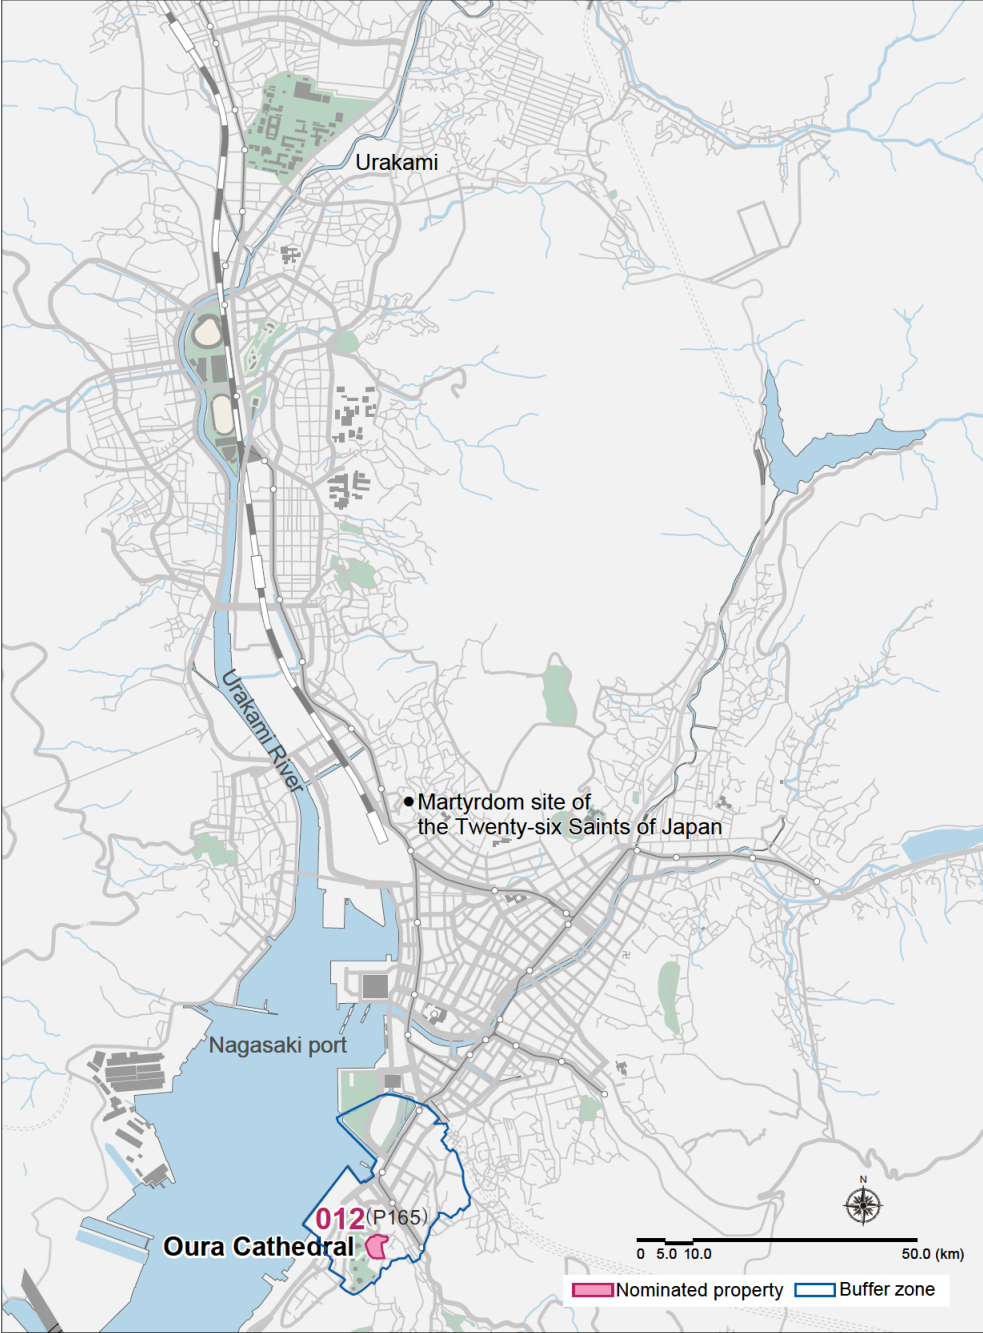 Urakami
Urakami River
Martyrdom site of
the Twenty-six Saints of Japan
Nagasaki port
012(P165)
Oura Cathedral
N
0 5.0 10.0 50.0 (km)
Nominated property
Buffer zone